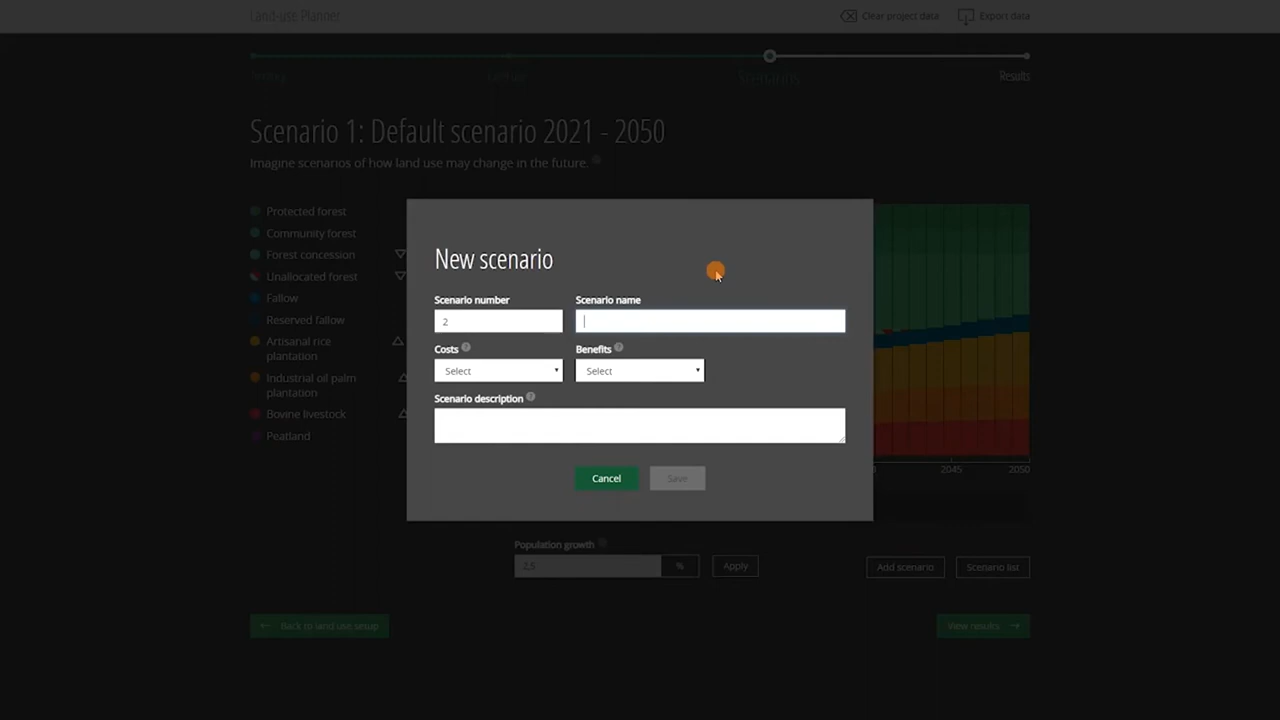 Land-use Planner
Clear project data
Export data
Scenarios
Results
Scenario 1: Default scenario 2021 - 2050
Imagine scenarios of how land use may change in the future.
Protected forest
Community forest
Forest concession
Unallocated forest
Fallow
Reserved fallow
Artisanal rice
plantation
Industrial oil palm
plantation
Bovine livestock
Peatland
New scenario
Scenario number
Scenario name
2
Costs
Benefits
Select
Select
Scenario description
Cancel
Save
2045
2050
Population growth
2,5
%
Apply
Add scenario
Scenario list
← Back to land use setup
View results →